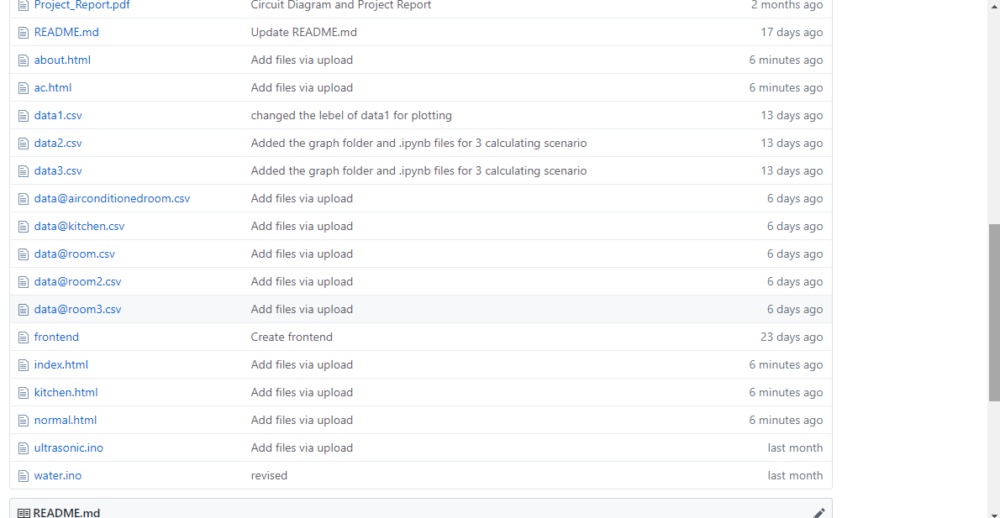 Project_Report.pdf Circuit Diagram and Project Report 2 months ago
README.md Update README.md 17 days ago
about.html Add files via upload 6 minutes ago
ac.html Add files via upload 6 minutes ago
data1.csv changed the lebel of data1 for plotting 13 days ago
data2.csv Added the graph folder and .ipynb files for 3 calculating scenario 13 days ago
data3.csv Added the graph folder and .ipynb files for 3 calculating scenario 13 days ago
data@airconditionedroom.csv Add files via upload 6 days ago
data@kitchen.csv Add files via upload 6 days ago
data@room.csv Add files via upload 6 days ago
data@room2.csv Add files via upload 6 days ago
data@room3.csv Add files via upload 6 days ago
frontend Create frontend 23 days ago
index.html Add files via upload 6 minutes ago
kitchen.html Add files via upload 6 minutes ago
normal.html Add files via upload 6 minutes ago
ultrasonic.ino Add files via upload last month
water.ino revised last month
README.md